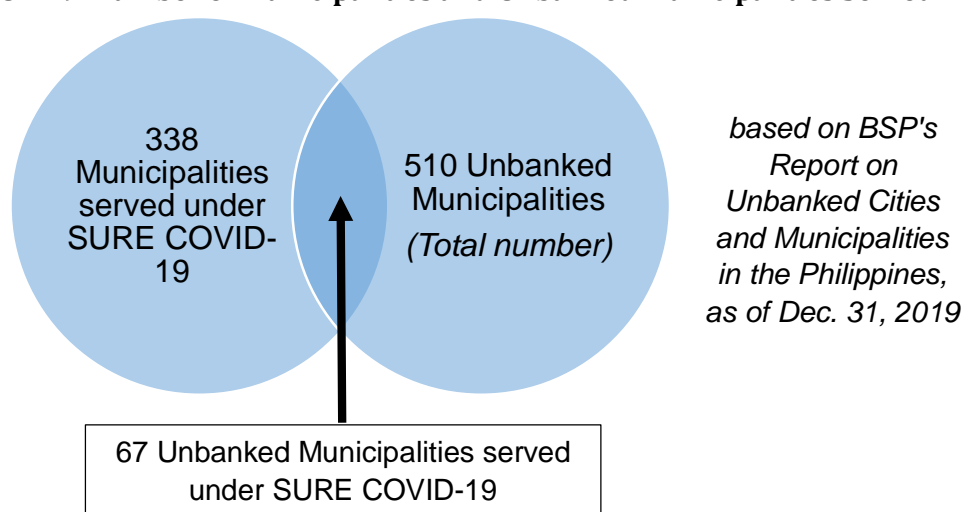 338
Municipalities
served under
SURE COVID-
19
510 Unbanked
Municipalities
(Total number)
based on BSP's
Report on
Unbanked Cities
and Municipalities
in the Philippines,
as of Dec. 31, 2019
67 Unbanked Municipalities served
under SURE COVID-19